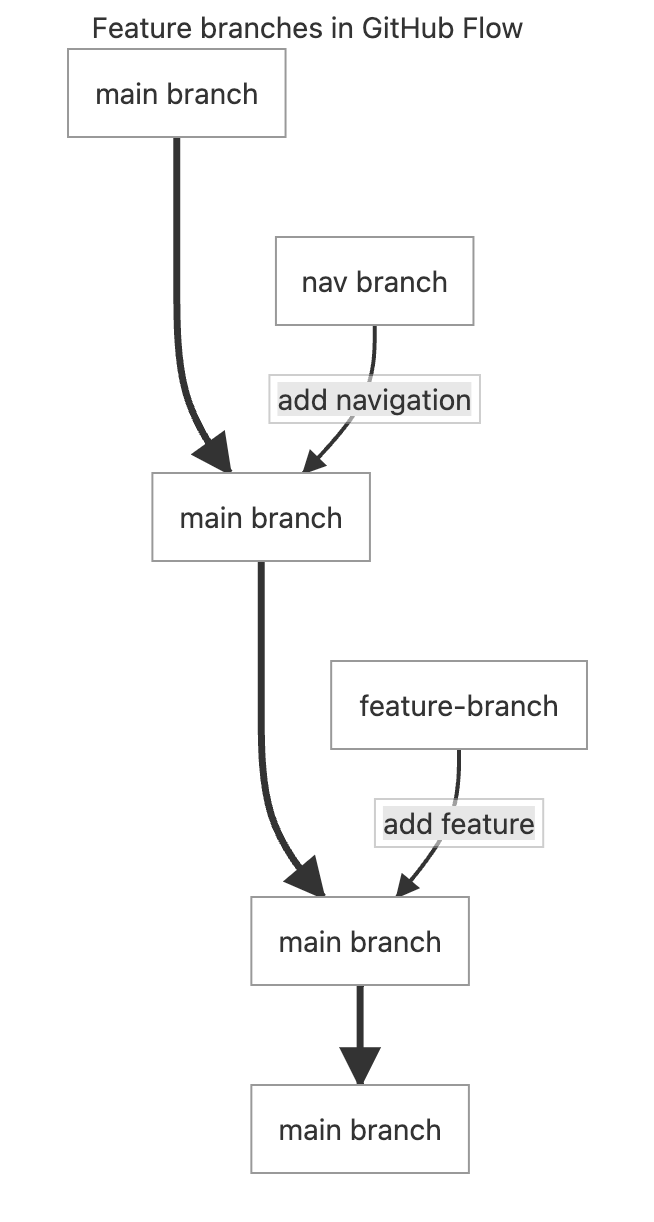 Feature branches in GitHub Flow
main branch
nav branch
add navigation
main branch
feature-branch
add feature
main branch
main branch